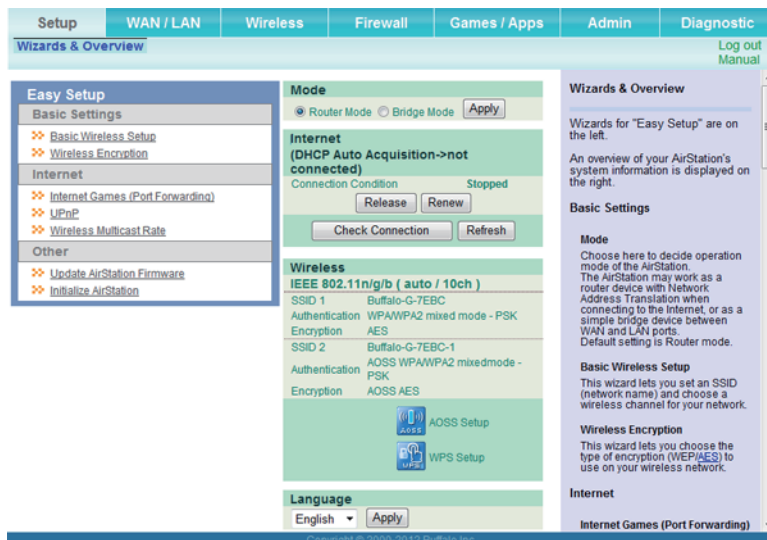 Setup WAN / LAN Wireless Firewall Games / Apps Admin Diagnostic
Wizards & Overview
Log out
Manual
Easy Setup
Basic Settings
Basic Wireless Setup
Wireless Encryption
Internet
Internet Games (Port Forwarding)
UPnP
Wireless Multicast Rate
Other
Update AirStation Firmware
Initialize AirStation
Mode
Router Mode Bridge Mode Apply
Internet
(DHCP Auto Acquisition->not
connected)
Connection Condition Stopped
Release Renew
Check Connection Refresh
Wireless
IEEE 802.11n/g/b ( auto / 10ch )
SSID 1 Buffalo-G-7EBC
Authentication WPA/WPA2 mixed mode - PSK
Encryption AES
SSID 2 Buffalo-G-7EBC-1
Authentication AOSS WPA/WPA2 mixedmode -
PSK
Encryption AOSS AES
AOSS AOSS Setup
WPS WPS Setup
Language
English Apply
Wizards & Overview
Wizards for "Easy Setup" are on
the left.
An overview of your AirStation's
system information is displayed on
the right.
Basic Settings
Mode
Choose here to decide operation
mode of the AirStation.
The AirStation may work as a
router device with Network
Address Translation when
connecting to the Internet, or as a
simple bridge device between
WAN and LAN ports.
Default setting is Router mode.
Basic Wireless Setup
This wizard lets you set an SSID
(network name) and choose a
wireless channel for your network.
Wireless Encryption
This wizard lets you choose the
type of encryption (WEP/AES) to
use on your wireless network.
Internet
Internet Games (Port Forwarding)